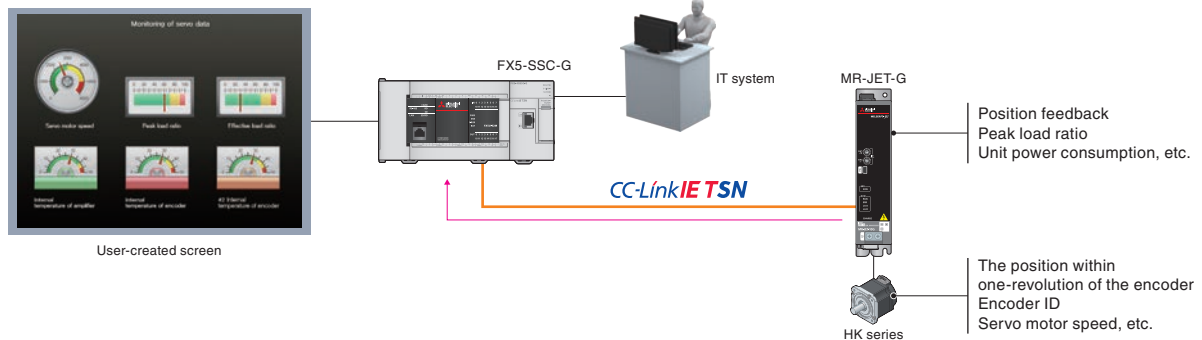 Monitoring of servo data
Servo motor speed
Peak load ratio
Effective load ratio
Internal
temperature of amplifier
Internal
temperature of encoder
temperature of encoder
User-created screen
FX5-SSC-G
IT system
CC-Link IE TSN
MR-JET-G
Position feedback
Peak load ratio
Unit power consumption, etc.
HK series
The position within
one-revolution of the encoder
Encoder ID
Servo motor speed, etc.